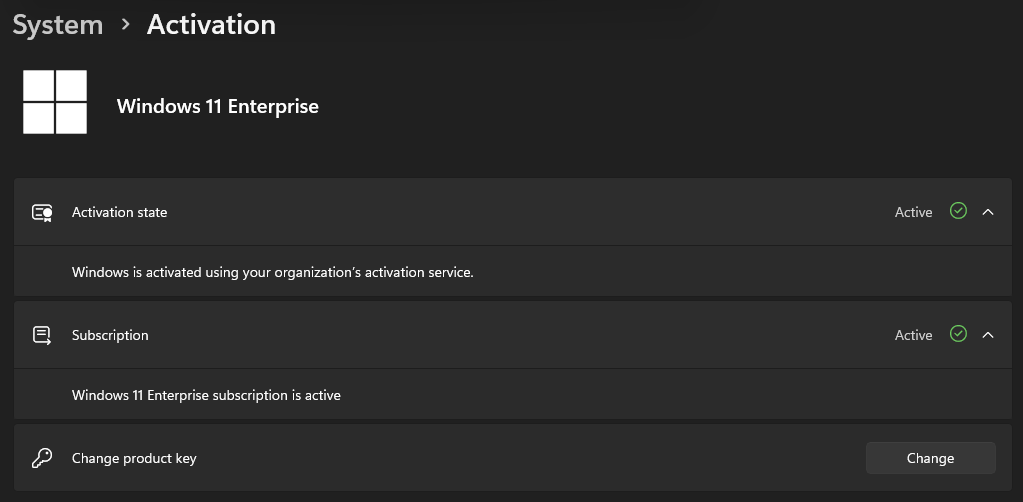 System > Activation
Windows 11 Enterprise
Activation state Active
Windows is activated using your organization's activation service.
Subscription Active
Windows 11 Enterprise subscription is active
Change product key Change